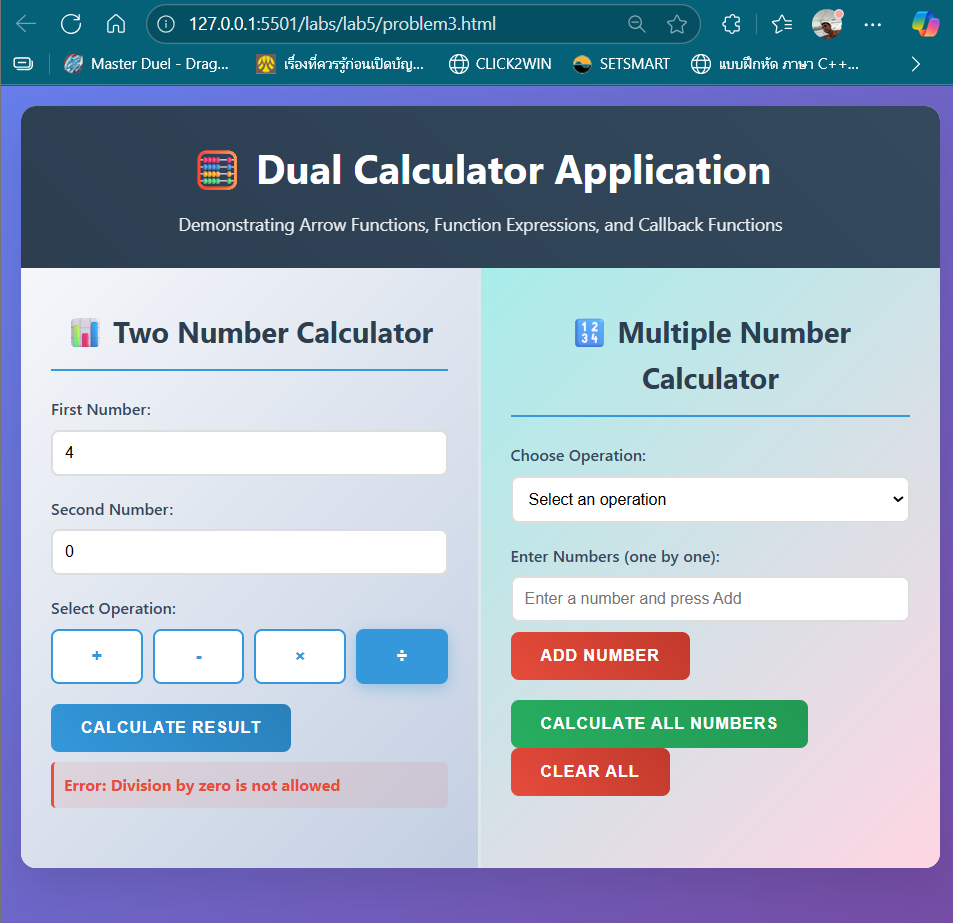 127.0.0.1:5501/labs/lab5/problem3.html
Master Duel - Drag...
เรื่องที่ควรรู้ก่อนเปิดบัญ...
CLICK2WIN
SETSMART
แบบฝึกหัด ภาษา C++...
Dual Calculator Application
Demonstrating Arrow Functions, Function Expressions, and Callback Functions
Two Number Calculator
First Number:
4
Second Number:
0
Select Operation:
+ - × ÷
CALCULATE RESULT
Error: Division by zero is not allowed
1 2
3 4
Multiple Number
Calculator
Choose Operation:
Select an operation
Enter Numbers (one by one):
Enter a number and press Add
ADD NUMBER
CALCULATE ALL NUMBERS
CLEAR ALL